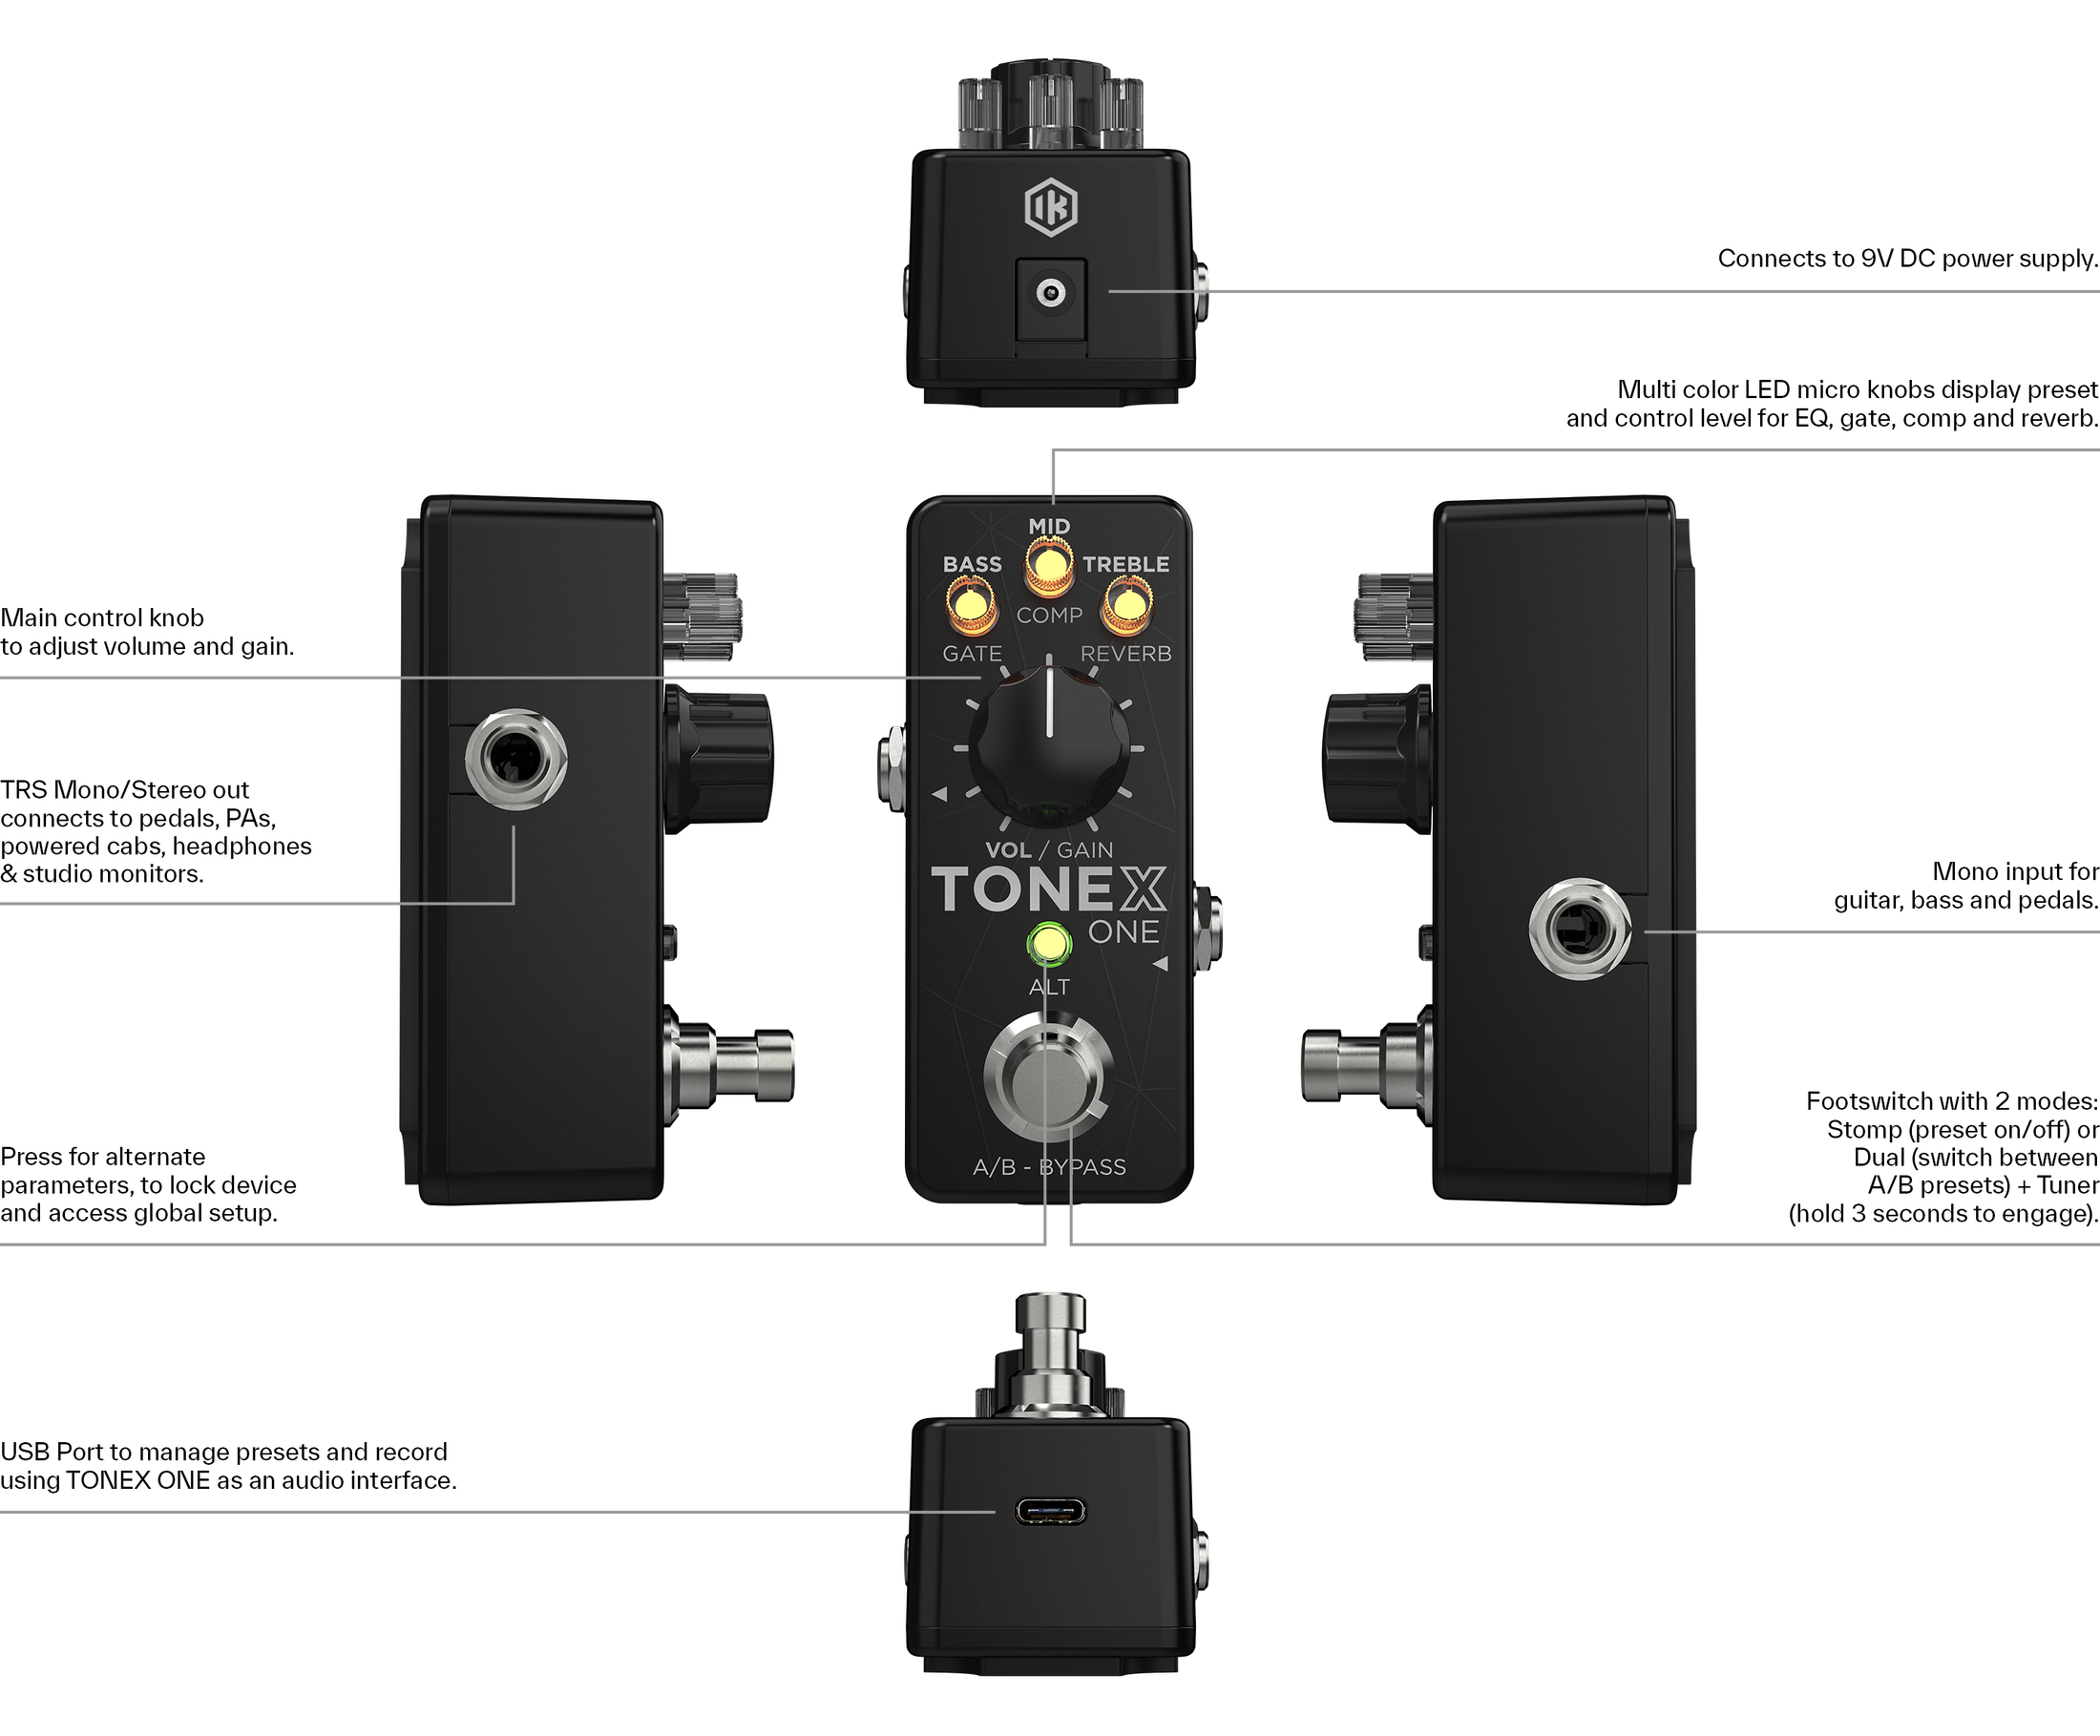 IK
Connects to 9V DC power supply.
Multi color LED micro knobs display preset
and control level for EQ, gate, comp and reverb.
MID
BASS
TREBLE
COMP
GATE
REVERB
Main control knob
to adjust volume and gain.
TRS Mono/Stereo out
connects to pedals, PAs,
powered cabs, headphones
& studio monitors.
VOL / GAIN
TONEX
ONE
ALT
Mono input for
guitar, bass and pedals.
A/B - BYPASS
Press for alternate
parameters, to lock device
and access global setup.
Footswitch with 2 modes:
Stomp (preset on/off) or
Dual (switch between
A/B presets) + Tuner
(hold 3 seconds to engage).
USB Port to manage presets and record
using TONEX ONE as an audio interface.